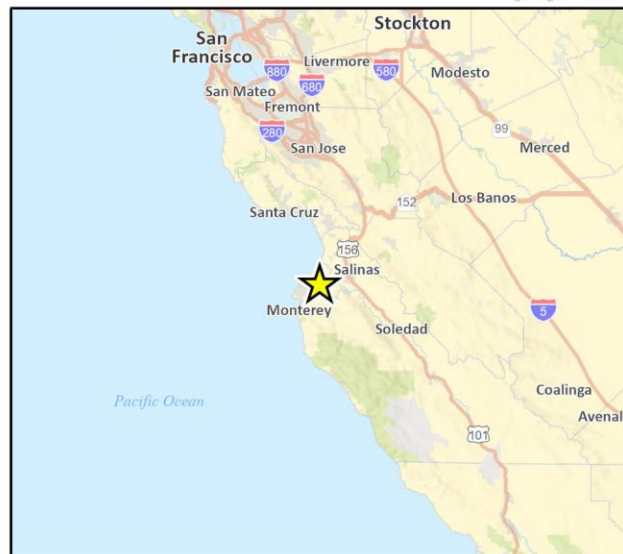 Stockton
San
Francisco
Livermore
880
580
680
Modesto
San Mateo
Fremont
99
280
San Jose
Merced
152
Los Banos
Santa Cruz
156
Salinas
Monterey
5
Soledad
Coalinga
Pacific Ocean
Avenal
101